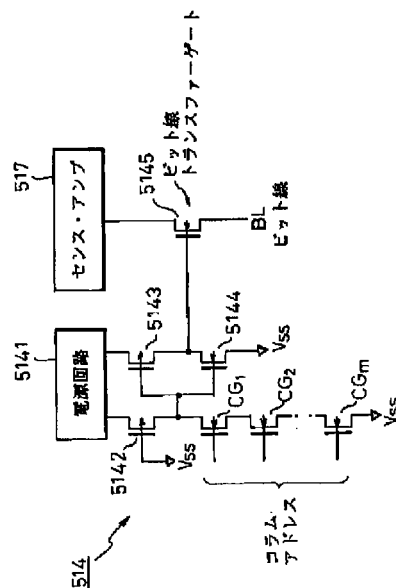 514
5141
電源回路
517
センス・アンプ
5142
VSS
5143
5144
VSS
5145
ビット線
トランスファーゲート
BL
ビット線
CG1
CG2
CGm
VSS
コラム
アドレス